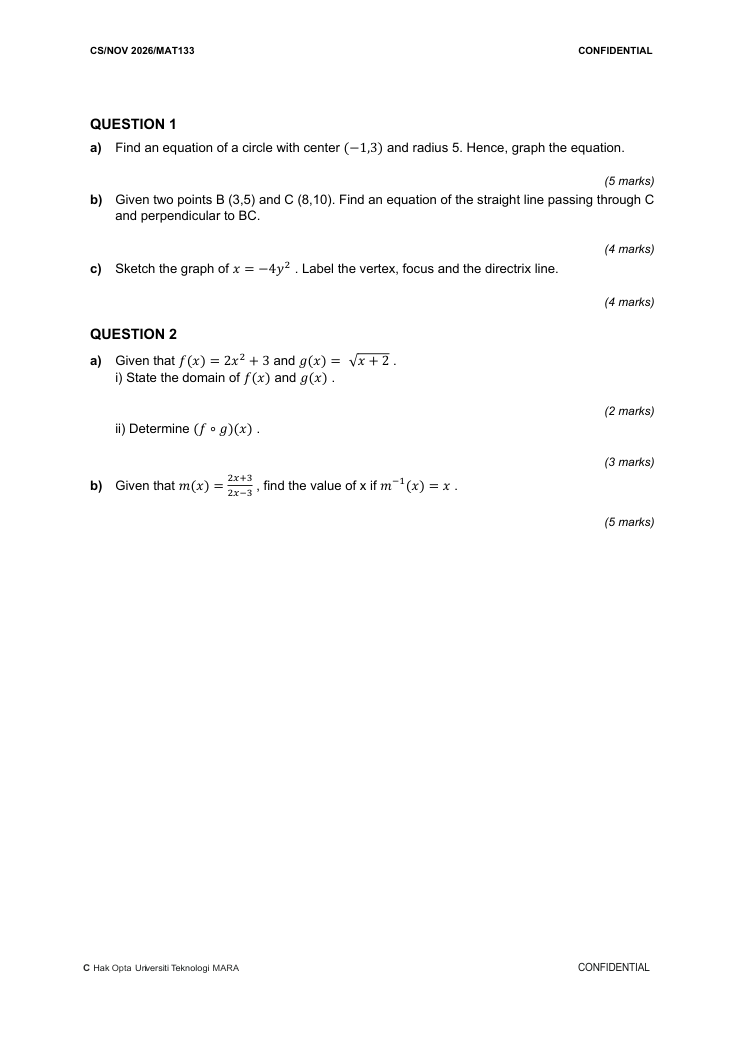 CS/NOV 2026/MAT133 CONFIDENTIAL
QUESTION 1
a) Find an equation of a circle with center (−1,3) and radius 5. Hence, graph the equation.
(5 marks)
b) Given two points B (3,5) and C (8,10). Find an equation of the straight line passing through C
and perpendicular to BC.
(4 marks)
c) Sketch the graph of x = −4y² . Label the vertex, focus and the directrix line.
(4 marks)
QUESTION 2
a) Given that f(x) = 2x² + 3 and g(x) = √(x + 2) .
i) State the domain of f(x) and g(x) .
(2 marks)
ii) Determine (f ∘ g)(x) .
(3 marks)
b) Given that m(x) = (2x+3)/(2x−3) , find the value of x if m⁻¹(x) = x .
(5 marks)
C Hak Opta Universiti Teknologi MARA CONFIDENTIAL